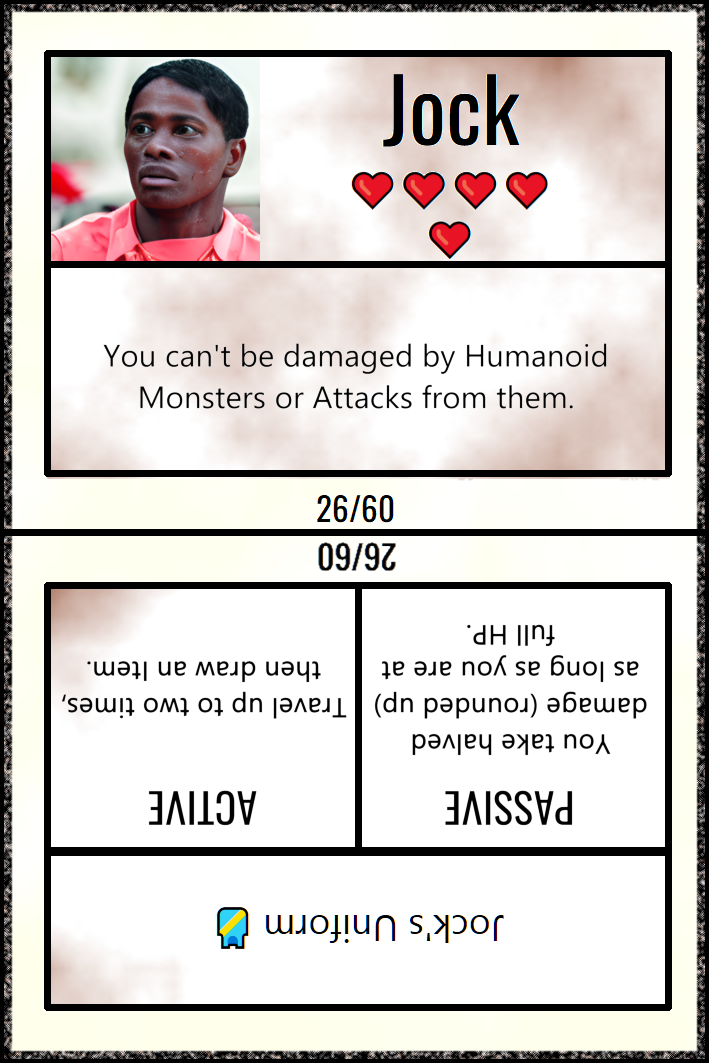 Jock
You can't be damaged by Humanoid
Monsters or Attacks from them.
26/60
26/60
Jock's Uniform
PASSIVE
You take halved
damage (rounded up)
as long as you are at
full HP.
ACTIVE
Travel up to two times,
then draw an Item.